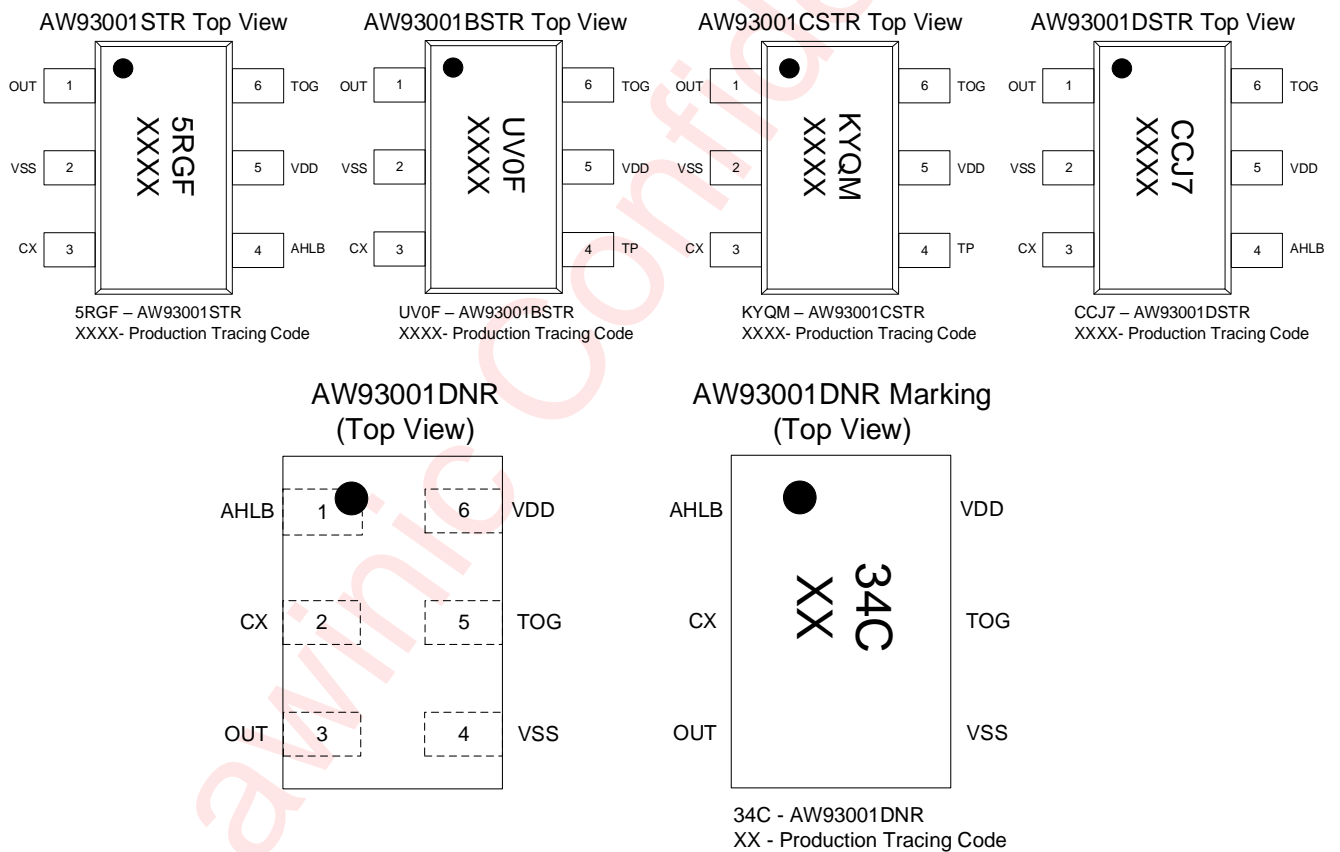 AW93001STR Top View
OUT 1 6 TOG
VSS 2 5 VDD
CX 3 4 AHLB
5RGF
XXXX
5RGF – AW93001STR
XXXX- Production Tracing Code
AW93001BSTR Top View
OUT 1 6 TOG
VSS 2 5 VDD
CX 3 4 TP
UV0F
XXXX
UV0F – AW93001BSTR
XXXX- Production Tracing Code
AW93001CSTR Top View
OUT 1 6 TOG
VSS 2 5 VDD
CX 3 4 TP
KYQM
XXXX
KYQM – AW93001CSTR
XXXX- Production Tracing Code
AW93001DSTR Top View
OUT 1 6 TOG
VSS 2 5 VDD
CX 3 4 AHLB
CCJ7
XXXX
CCJ7 – AW93001DSTR
XXXX- Production Tracing Code
AW93001DNR
(Top View)
AHLB 1 6 VDD
CX 2 5 TOG
OUT 3 4 VSS
AW93001DNR Marking
(Top View)
AHLB VDD
CX TOG
OUT VSS
34C
XX
34C - AW93001DNR
XX - Production Tracing Code
awinic